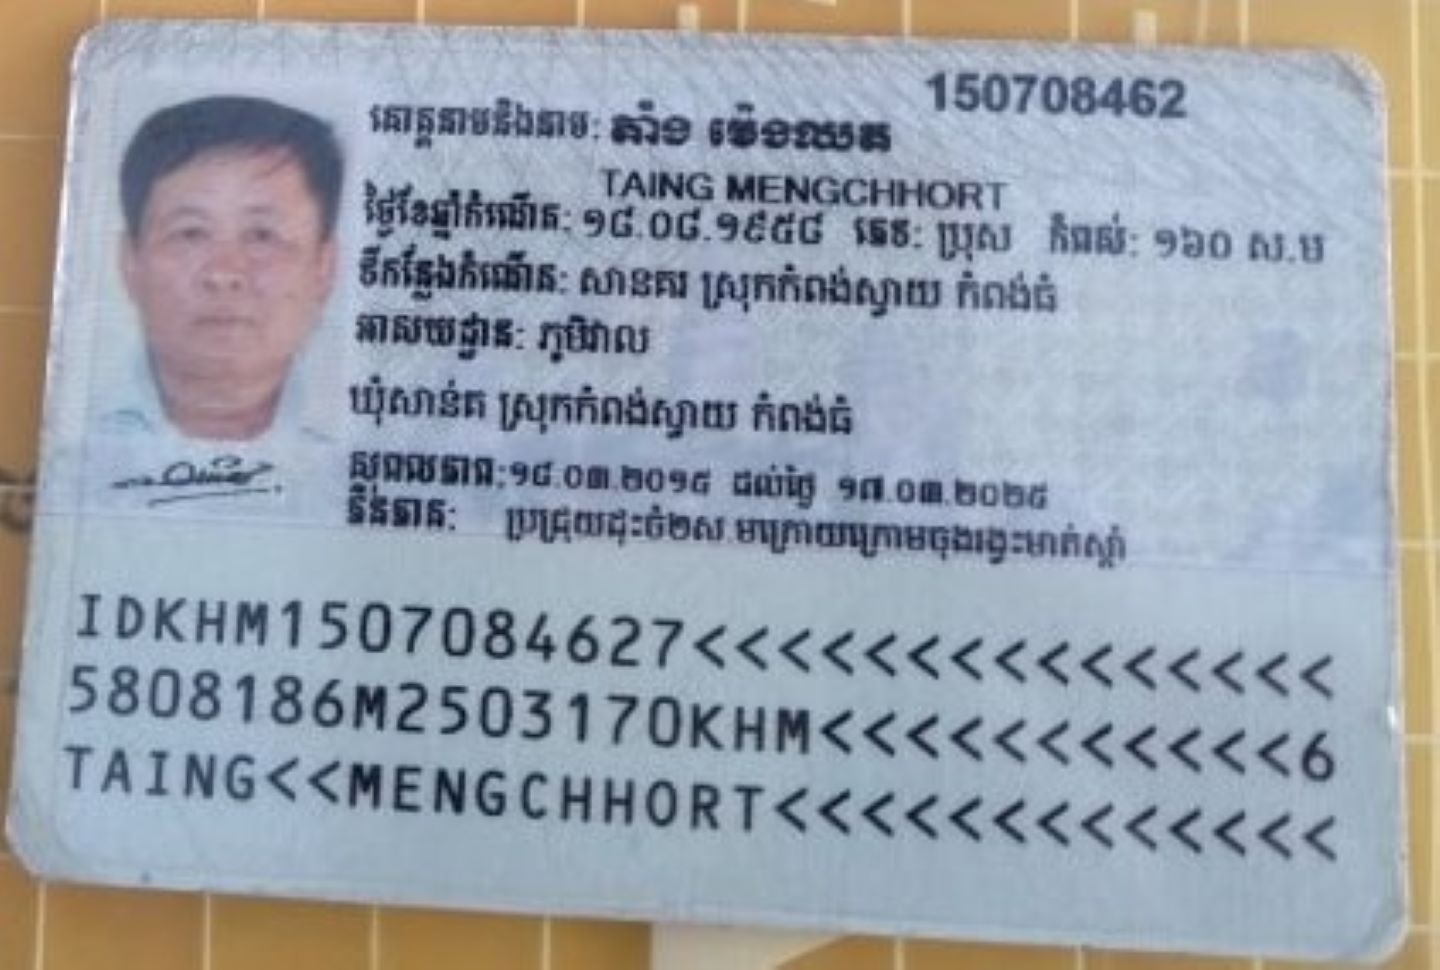 150708462
គោត្តនាមនិងនាម: តាំង ម៉េងឈត
TAING MENGCHHORT
ថ្ងៃខែឆ្នាំកំណើត: ១៨.០៨.១៩៥៨ ភេទ: ប្រុស កំពស់: ១៦០ ស.ម
ទីកន្លែងកំណើត: សានគរ ស្រុកកំពង់ស្វាយ កំពង់ធំ
អាសយដ្ឋាន: ភូមិវាល
ឃុំសាន់គ ស្រុកកំពង់ស្វាយ កំពង់ធំ
សុពលភាព:១៨.០៣.២០១៥ ដល់ថ្ងៃ ១៧.០៣.២០២៥
ភិនភាគ: ប្រជ្រុយដុះចំ២ស.មក្រោយក្រោមចុងរង្វះមាត់ស្តាំ
IDKHM1507084627<<<<<<<<<<<<<<<
5808186M2503170KHM<<<<<<<<<<<6
TAING<<MENGCHHORT<<<<<<<<<<<<<